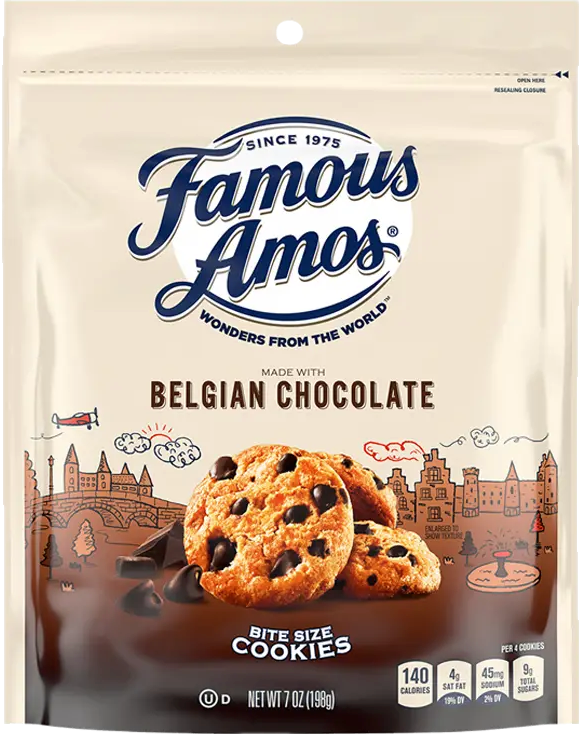 OPEN HERE
RESEALING CLOSURE
SINCE 1975
Famous
Amos®
WONDERS FROM THE WORLD™
MADE WITH
BELGIAN CHOCOLATE
ENLARGED TO
SHOW TEXTURE
BITE SIZE
COOKIES
PER 4 COOKIES
140 CALORIES
4g SAT FAT 19% DV
45mg SODIUM 2% DV
9g TOTAL SUGARS
U D
NET WT 7 OZ (198g)